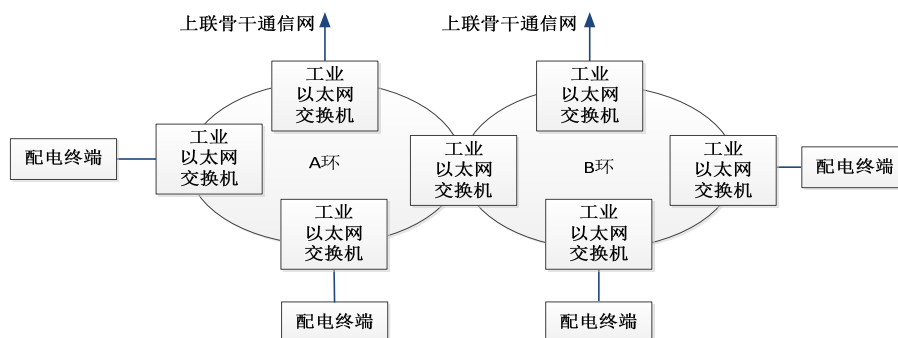 上联骨干通信网
上联骨干通信网
工业
以太网
交换机
工业
以太网
交换机
配电终端
工业
以太网
交换机
A环
工业
以太网
交换机
B环
工业
以太网
交换机
配电终端
工业
以太网
交换机
工业
以太网
交换机
配电终端
配电终端